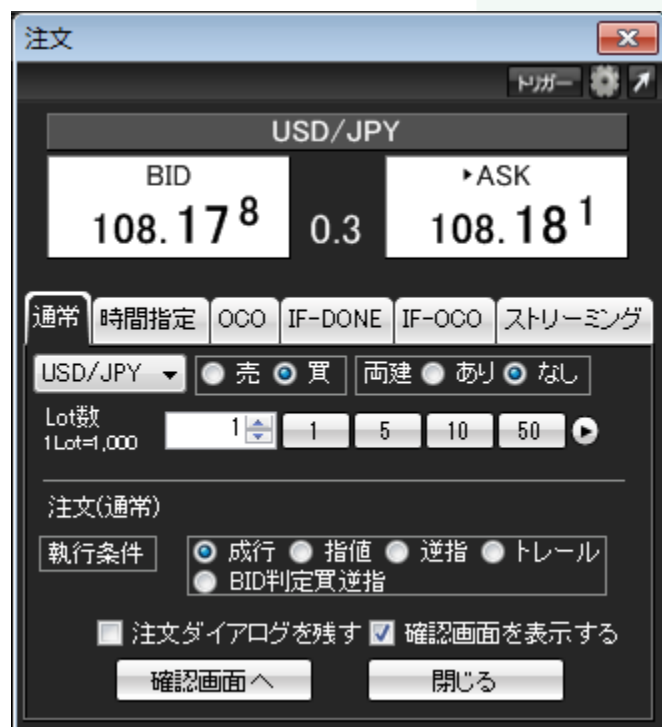 注文
トリガー
USD/JPY
BID ▶ASK
108.17 8 0.3 108.18 1
通常 時間指定 OCO IF-DONE IF-OCO ストリーミング
USD/JPY 売 買 両建 あり なし
Lot数
1Lot=1,000 1 1 5 10 50
注文(通常)
執行条件 成行 指値 逆指 トレール
BID判定買逆指
注文ダイアログを残す 確認画面を表示する
確認画面へ 閉じる